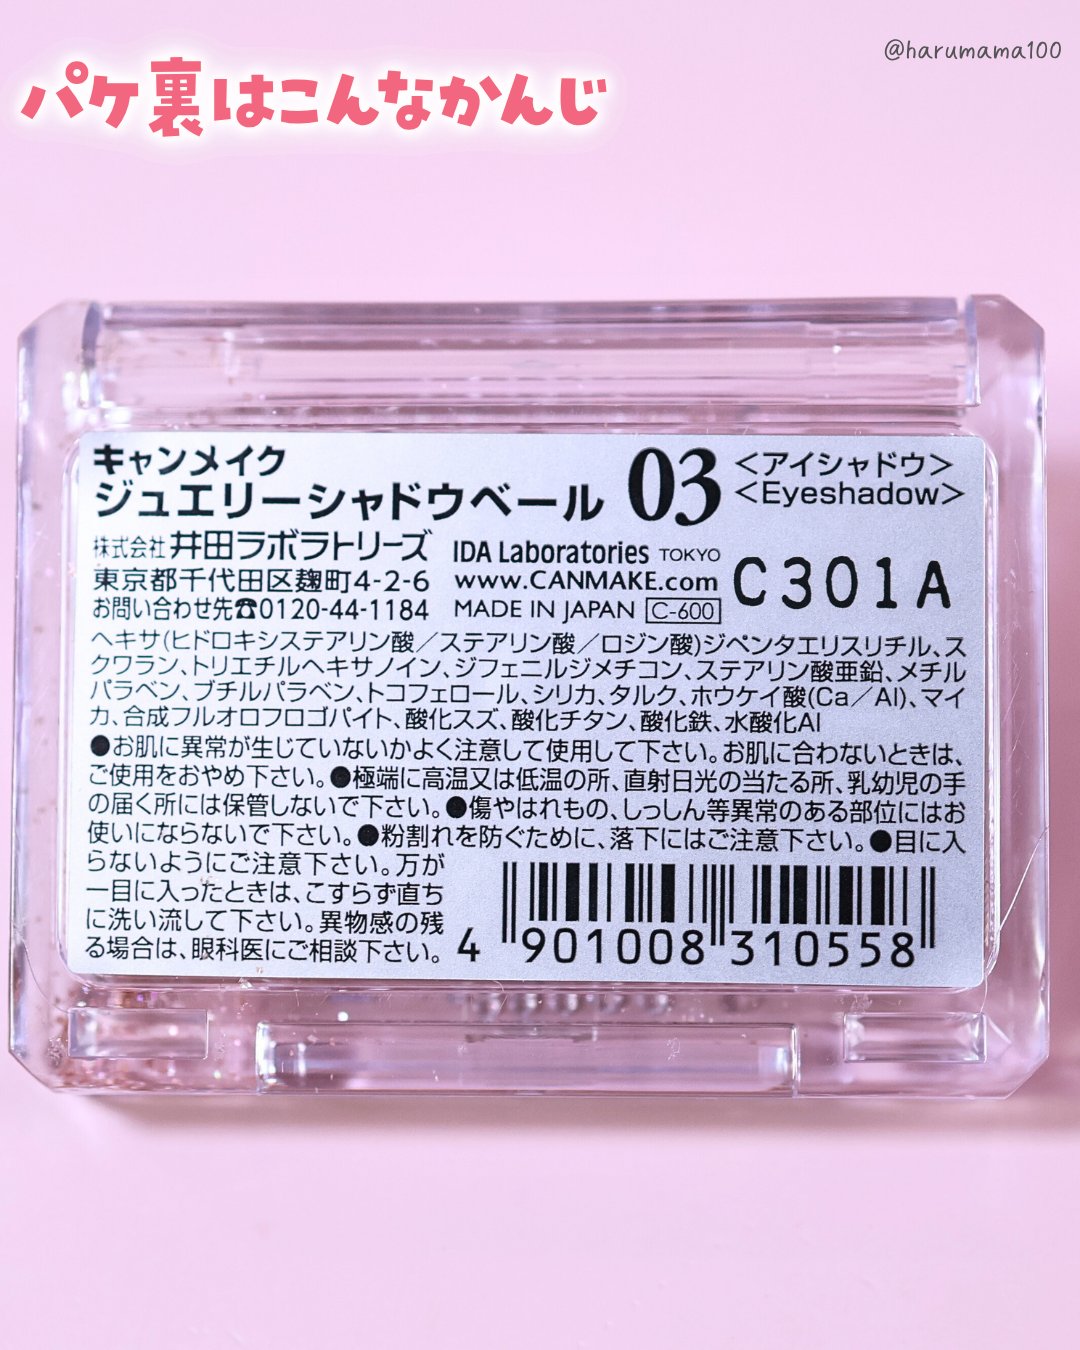 @harumama100
パケ裏はこんなかんじ
キャンメイク
ジュエリーシャドウベール 03 <アイシャドウ>
<Eyeshadow>
株式会社 井田ラボラトリーズ IDA Laboratories TOKYO
東京都千代田区麹町4-2-6 www.CANMAKE.com C301A
お問い合わせ先☎0120-44-1184 MADE IN JAPAN C-600
ヘキサ(ヒドロキシステアリン酸／ステアリン酸／ロジン酸)ジペンタエリスリチル、ス
クワラン、トリエチルヘキサノイン、ジフェニルジメチコン、ステアリン酸亜鉛、メチル
パラベン、ブチルパラベン、トコフェロール、シリカ、タルク、ホウケイ酸(Ca／Al)、マイ
カ、合成フルオロフロゴパイト、酸化スズ、酸化チタン、酸化鉄、水酸化Al
●お肌に異常が生じていないかよく注意して使用して下さい。お肌に合わないときは、
ご使用をおやめ下さい。●極端に高温又は低温の所、直射日光の当たる所、乳幼児の手
の届く所には保管しないで下さい。●傷やはれもの、しっしん等異常のある部位にはお
使いにならないで下さい。●粉割れを防ぐために、落下にはご注意下さい。●目に入
らないようにご注意下さい。万が
一目に入ったときは、こすらず直ち
に洗い流して下さい。異物感の残
る場合は、眼科医にご相談下さい。
4 901008 310558